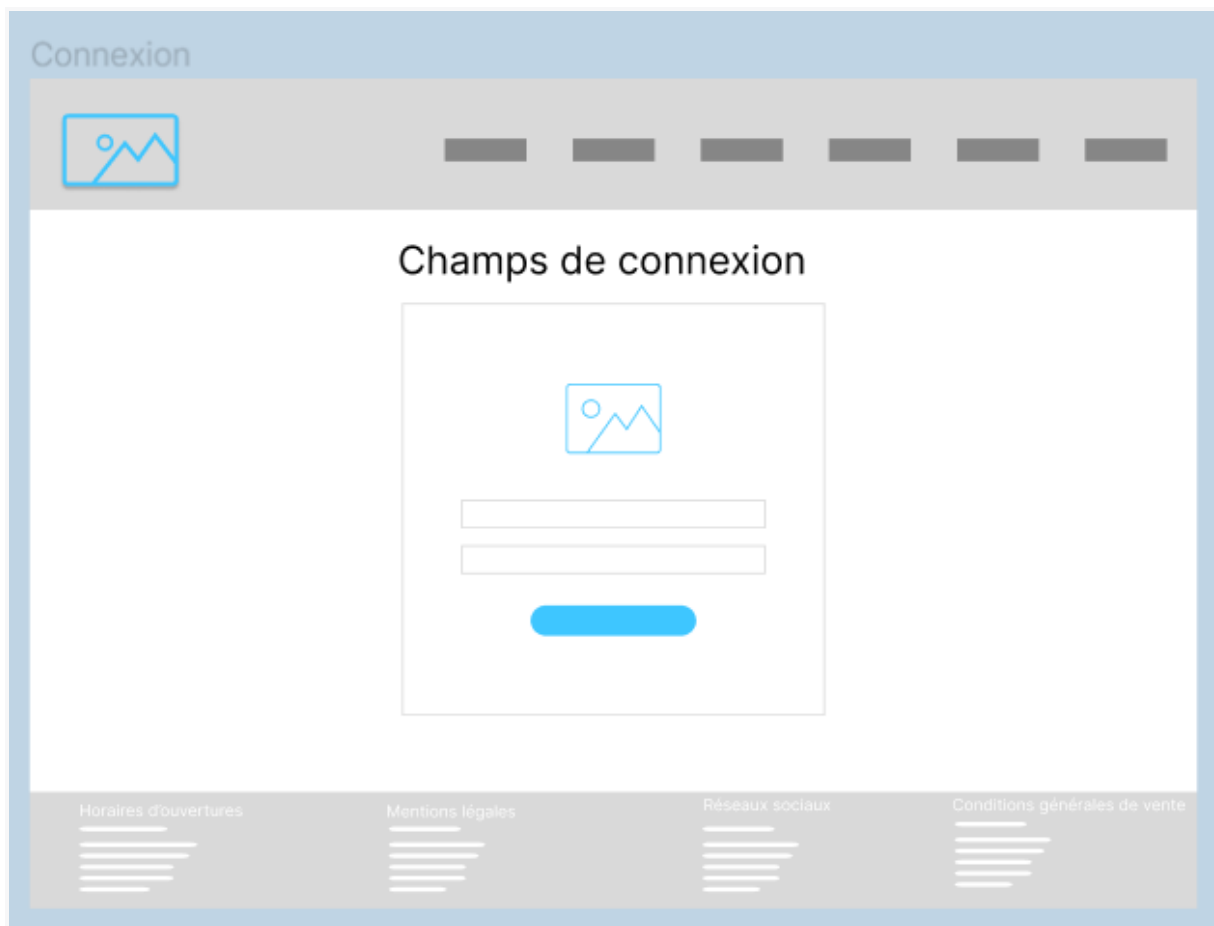 Connexion
Champs de connexion
Horaires d'ouvertures
Mentions légales
Réseaux sociaux
Conditions générales de vente